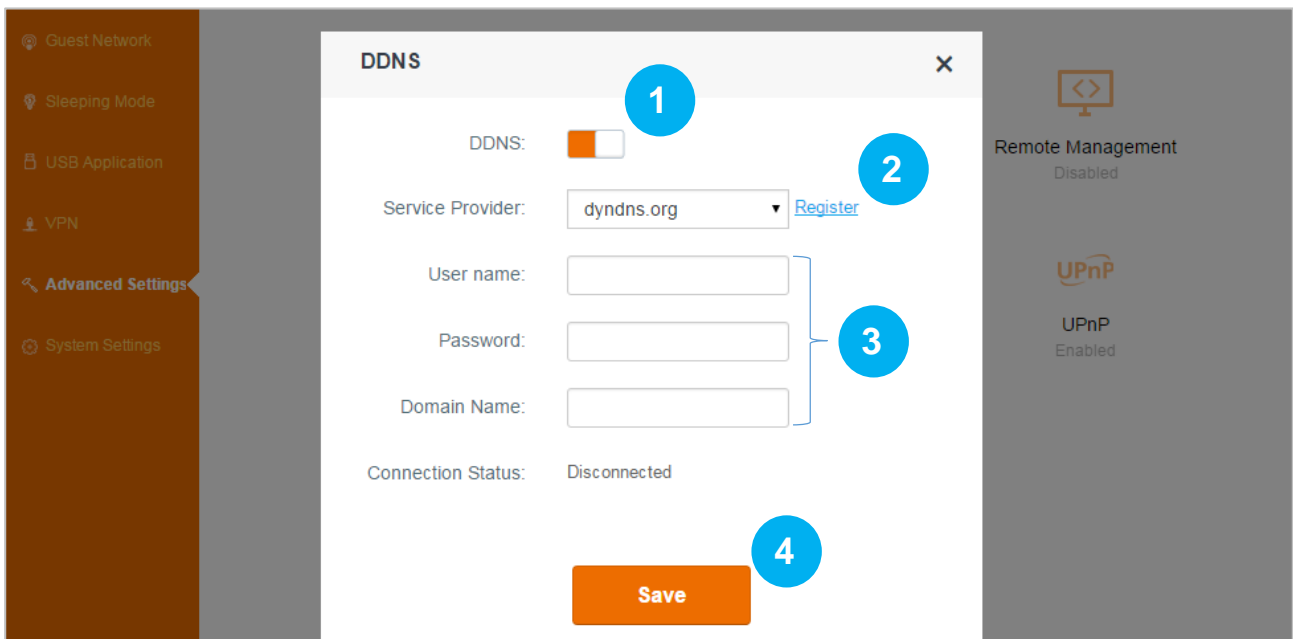 Guest Network
Sleeping Mode
USB Application
VPN
Advanced Settings
System Settings
DDNS
×
1
DDNS:
2
Service Provider: dyndns.org ▼ Register
User name:
Password:
3
Domain Name:
Connection Status: Disconnected
4
Save
<>
Remote Management
Disabled
UPnP
UPnP
Enabled